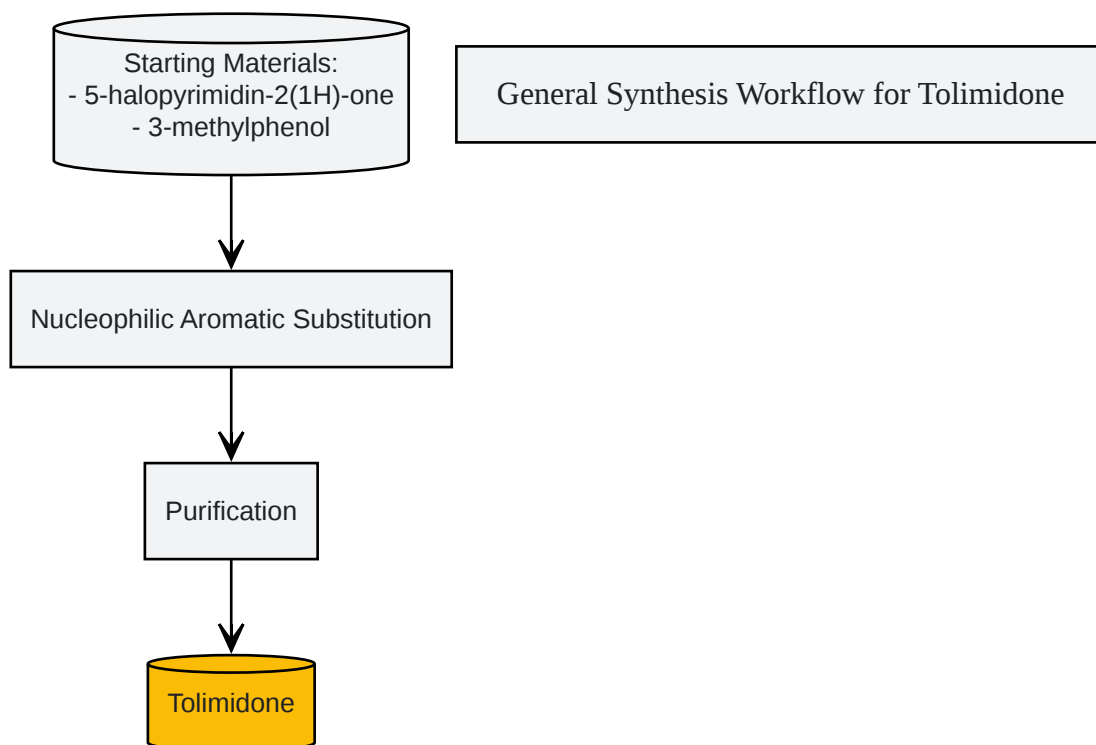 Starting Materials:
- 5-halopyrimidin-2(1H)-one
- 3-methylphenol
General Synthesis Workflow for Tolimidone
Nucleophilic Aromatic Substitution
Purification
Tolimidone